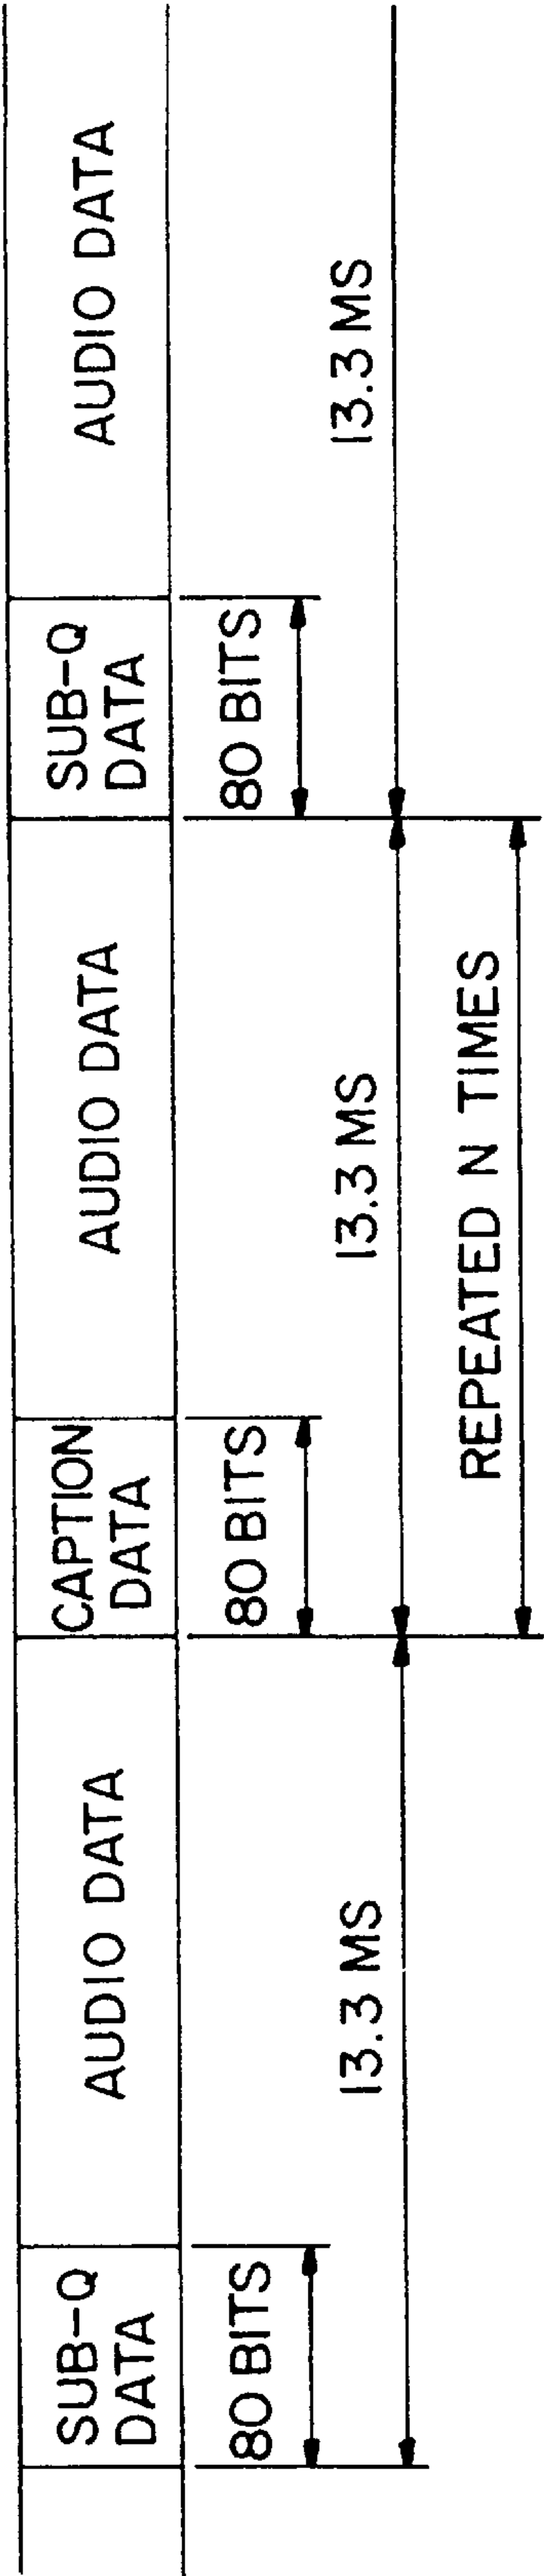 SUB-Q
DATA
AUDIO DATA
CAPTION
DATA
AUDIO DATA
SUB-Q
DATA
AUDIO DATA
80 BITS
80 BITS
80 BITS
13.3 MS
13.3 MS
13.3 MS
REPEATED N TIMES